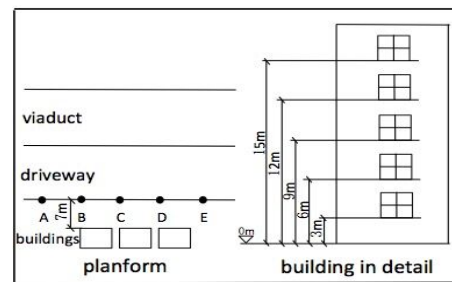 viaduct
driveway
A B C D E
7m
buildings
planform
15m
12m
9m
6m
3m
0m
building in detail